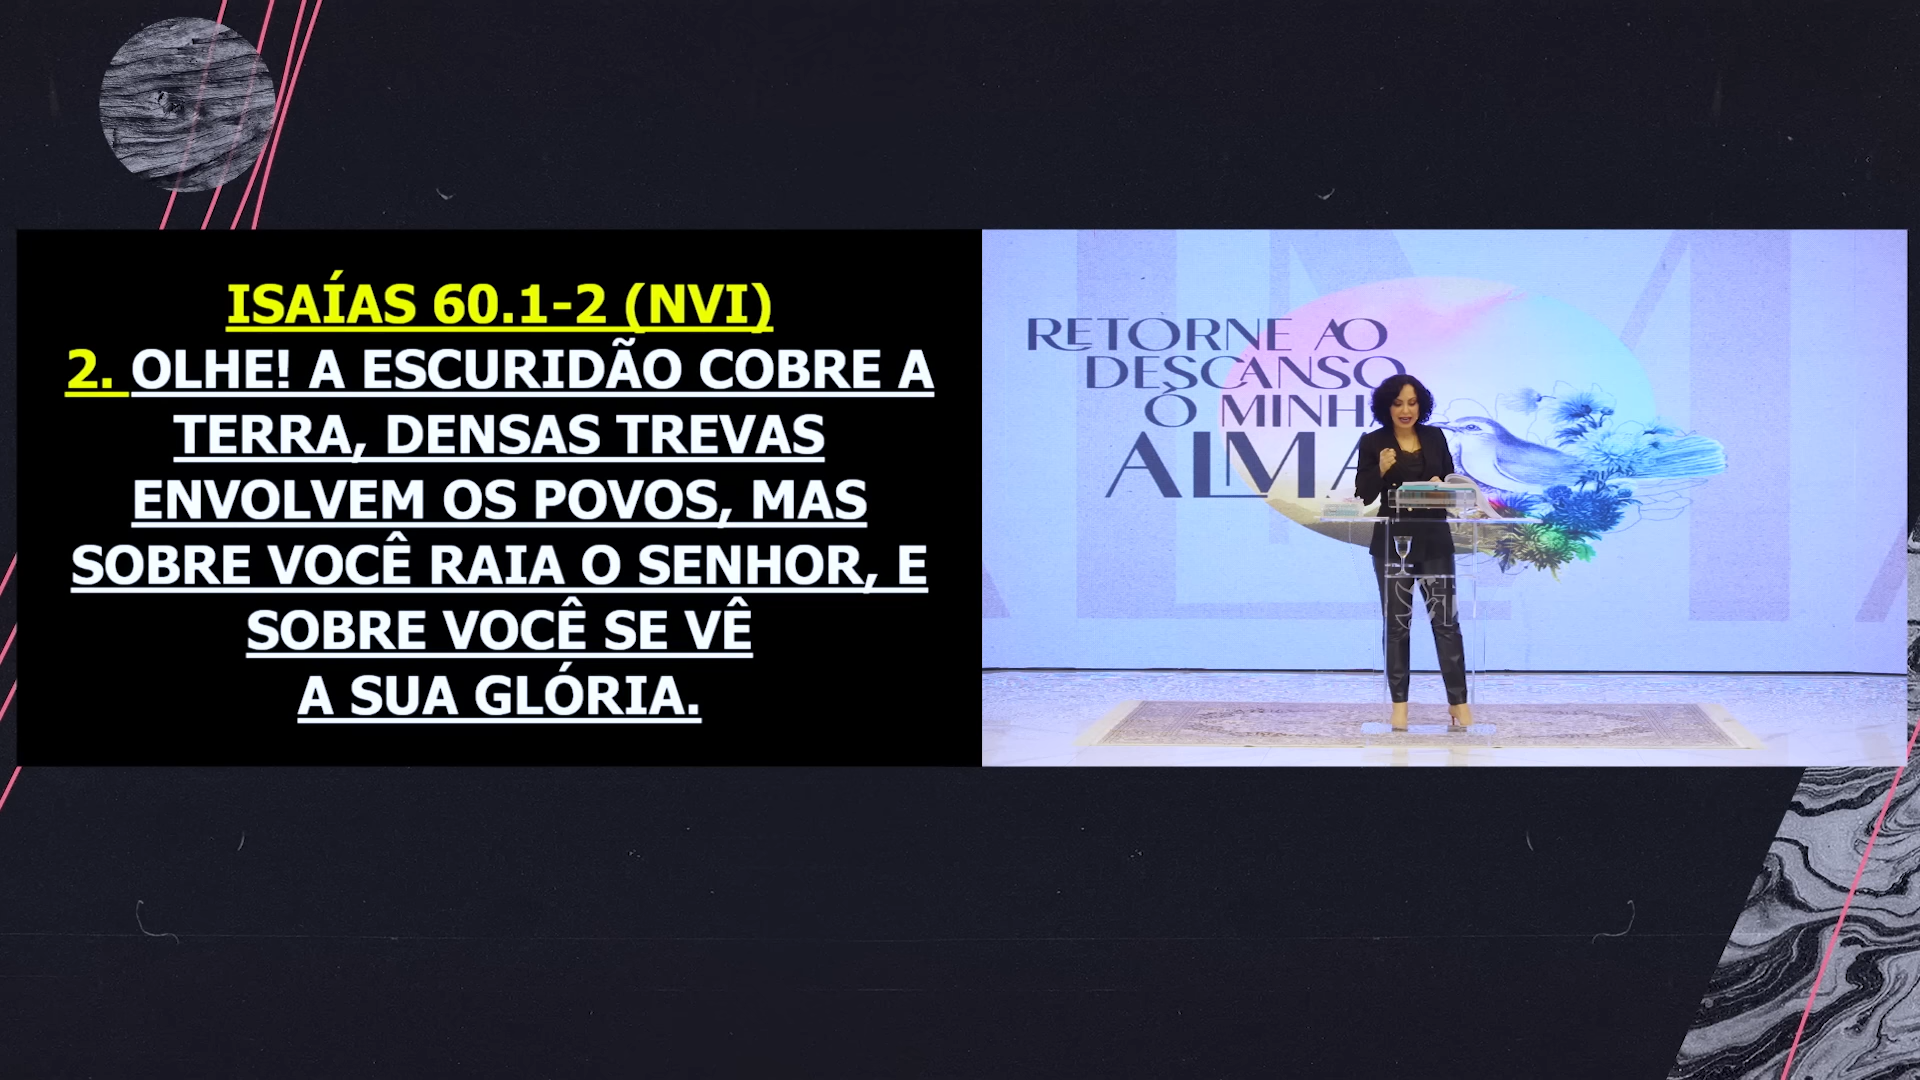 ISAÍAS 60.1-2 (NVI)
2. OLHE! A ESCURIDÃO COBRE A
TERRA, DENSAS TREVAS
ENVOLVEM OS POVOS, MAS
SOBRE VOCÊ RAIA O SENHOR, E
SOBRE VOCÊ SE VÊ
A SUA GLÓRIA.
RETORNE AO
DESCANSO
Ó MINHA
ALMA